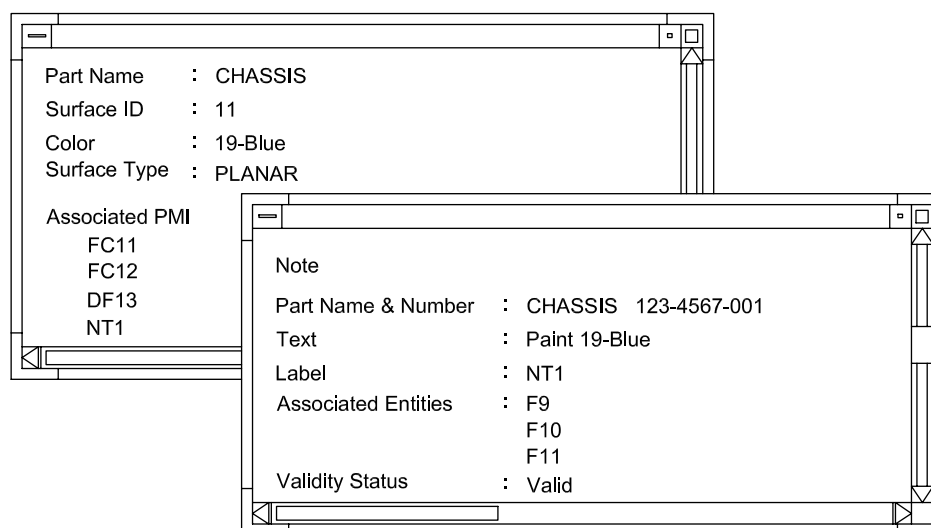 Part Name : CHASSIS
Surface ID : 11
Color : 19-Blue
Surface Type : PLANAR
Associated PMI
FC11
FC12
DF13
NT1
Note
Part Name & Number : CHASSIS 123-4567-001
Text : Paint 19-Blue
Label : NT1
Associated Entities : F9
F10
F11
Validity Status : Valid